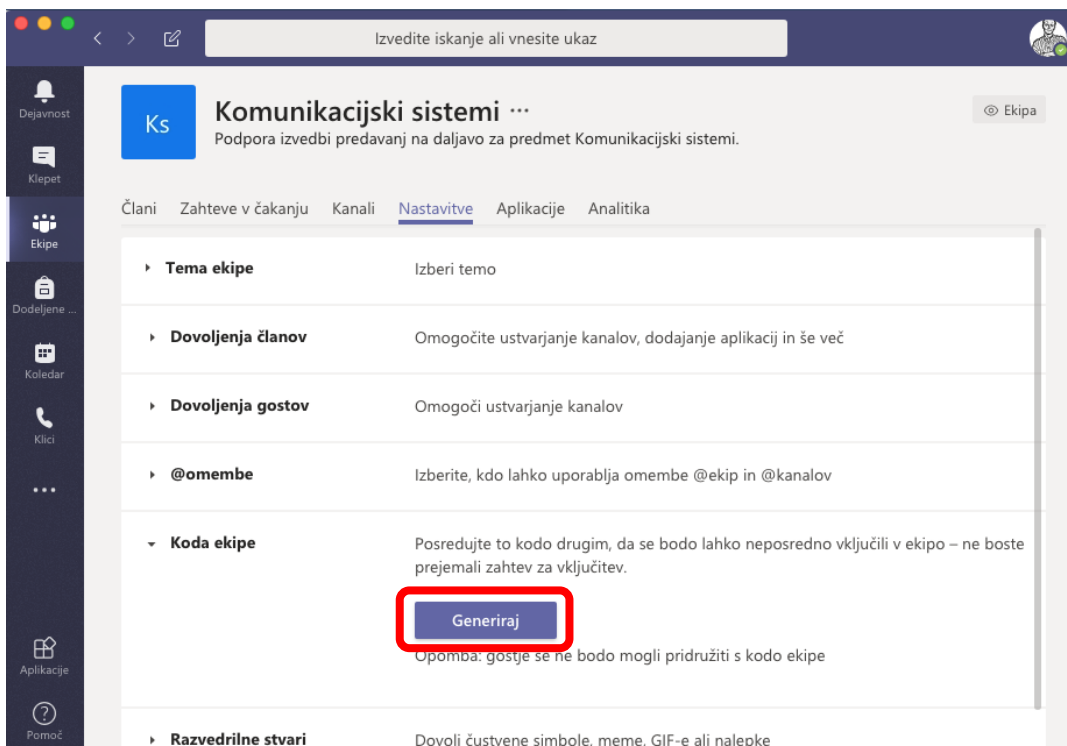 Izvedite iskanje ali vnesite ukaz
Dejavnost
Klepet
Ekipe
Dodeljene ...
Koledar
Klici
Aplikacije
Pomoč
Ks
Komunikacijski sistemi ...
Podpora izvedbi predavanj na daljavo za predmet Komunikacijski sistemi.
Ekipa
Člani Zahteve v čakanju Kanali Nastavitve Aplikacije Analitika
Tema ekipe Izberi temo
Dovoljenja članov Omogočite ustvarjanje kanalov, dodajanje aplikacij in še več
Dovoljenja gostov Omogoči ustvarjanje kanalov
@omembe Izberite, kdo lahko uporablja omembe @ekip in @kanalov
Koda ekipe Posredujte to kodo drugim, da se bodo lahko neposredno vključili v ekipo – ne boste
prejemali zahtev za vključitev.
Generiraj
Opomba: gostje se ne bodo mogli pridružiti s kodo ekipe
Razvedrilne stvari Dovoli čustvene simbole, meme, GIF-e ali nalepke